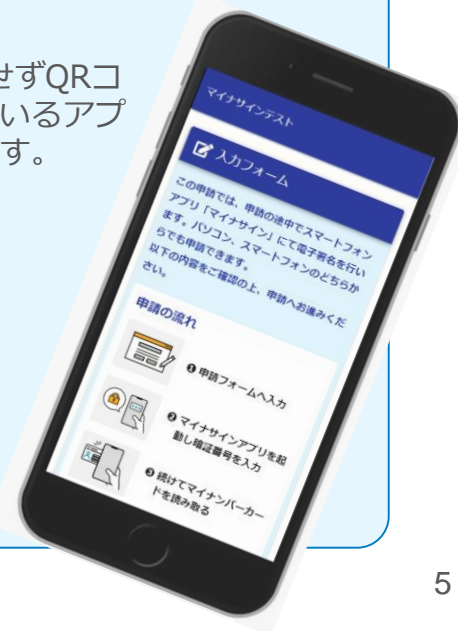 せずQRコ
いるアプ
す。
マイナサインテスト
入力フォーム
この申請では、申請の途中でスマートフォン
アプリ「マイナサイン」にて電子署名を行い
ます。パソコン、スマートフォンのどちらか
らでも申請できます。
以下の内容をご確認の上、申請へお進みくだ
さい。
申請の流れ
❶ 申請フォームへ入力
❷ マイナサインアプリを起
動し暗証番号を入力
❸ 続けてマイナンバーカー
ドを読み取る
5